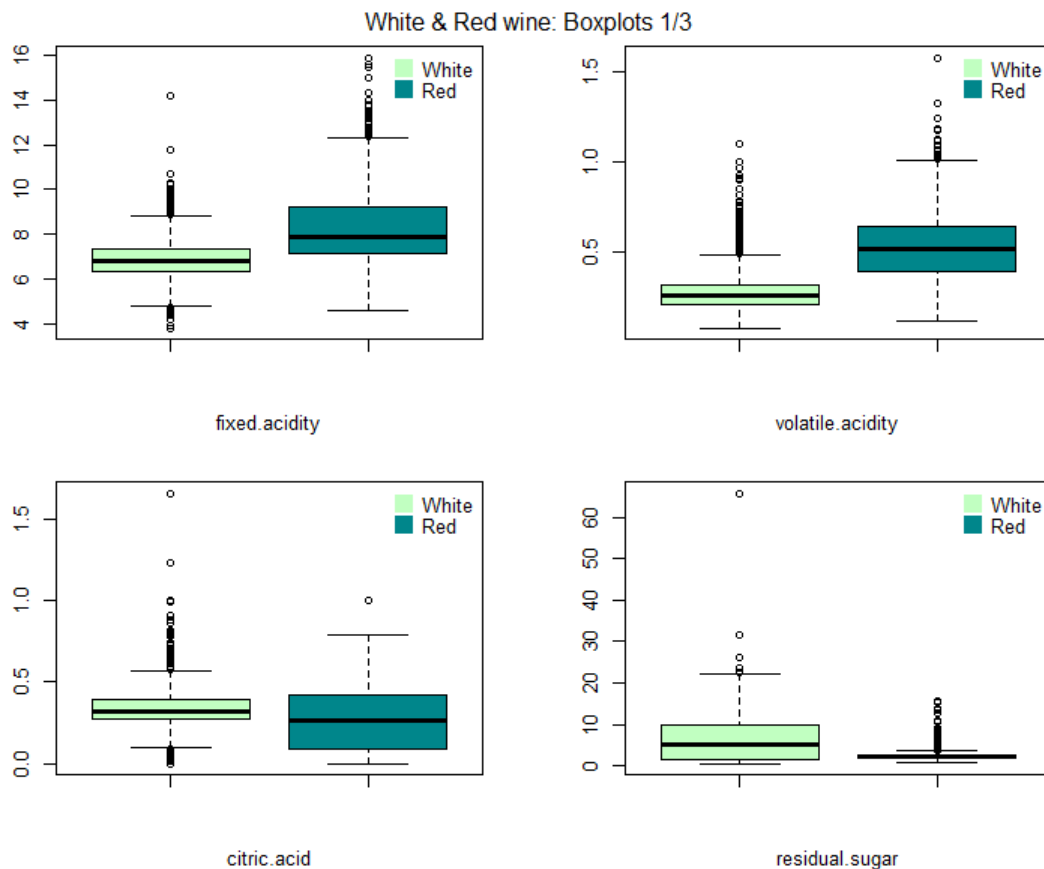 White & Red wine: Boxplots 1/3
16
14
12
10
8
6
4
White
Red
fixed.acidity
1.5
1.0
0.5
White
Red
volatile.acidity
1.5
1.0
0.5
0.0
White
Red
citric.acid
60
50
40
30
20
10
0
White
Red
residual.sugar